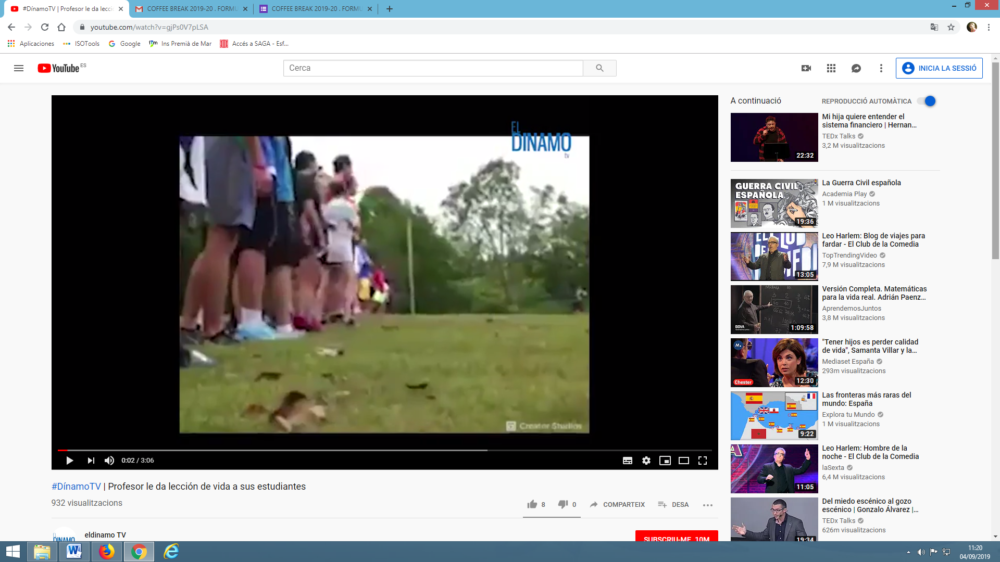 #DínamoTV | Profesor le da lecci
COFFEE BREAK 2019-20 . FORMU
COFFEE BREAK 2019-20 . FORMU
youtube.com/watch?v=gjPs0V7pLSA
Aplicaciones
ISOTools
Google
Ins Premià de Mar
Accés a SAGA - Esf...
YouTube ES
Cerca
INICIA LA SESSIÓ
EL
DINAMO
tv
Creator Studios
0:02 / 3:06
#DínamoTV | Profesor le da lección de vida a sus estudiantes
932 visualitzacions
8
0
COMPARTEIX
DESA
EL
DINAMO
eldinamo TV
SUBSCRIU-ME 10M
A continuació
REPRODUCCIÓ AUTOMÀTICA
22:32
Mi hija quiere entender el
sistema financiero | Hernan...
TEDx Talks
3,2 M visualitzacions
GUERRA CIVIL
ESPAÑOLA
19:36
La Guerra Civil española
Academia Play
1 M visualitzacions
EL CLUB
DE
13:05
Leo Harlem: Blog de viajes para
fardar - El Club de la Comedia
TopTrendingVideo
7,9 M visualitzacions
BBVA
1:09:58
Versión Completa. Matemáticas
para la vida real. Adrián Paenz...
AprendemosJuntos
3,8 M visualitzacions
M.
Chester
12:30
"Tener hijos es perder calidad
de vida", Samanta Villar y la...
Mediaset España
293m visualitzacions
9:22
Las fronteras más raras del
mundo: España
Explora tu Mundo
1 M visualitzacions
11:05
Leo Harlem: Hombre de la
noche - El Club de la Comedia
laSexta
6,4 M visualitzacions
19:34
Del miedo escénico al gozo
escénico | Gonzalo Álvarez |...
TEDx Talks
626m visualitzacions
11:20
04/09/2019